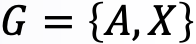 G = {A, X}